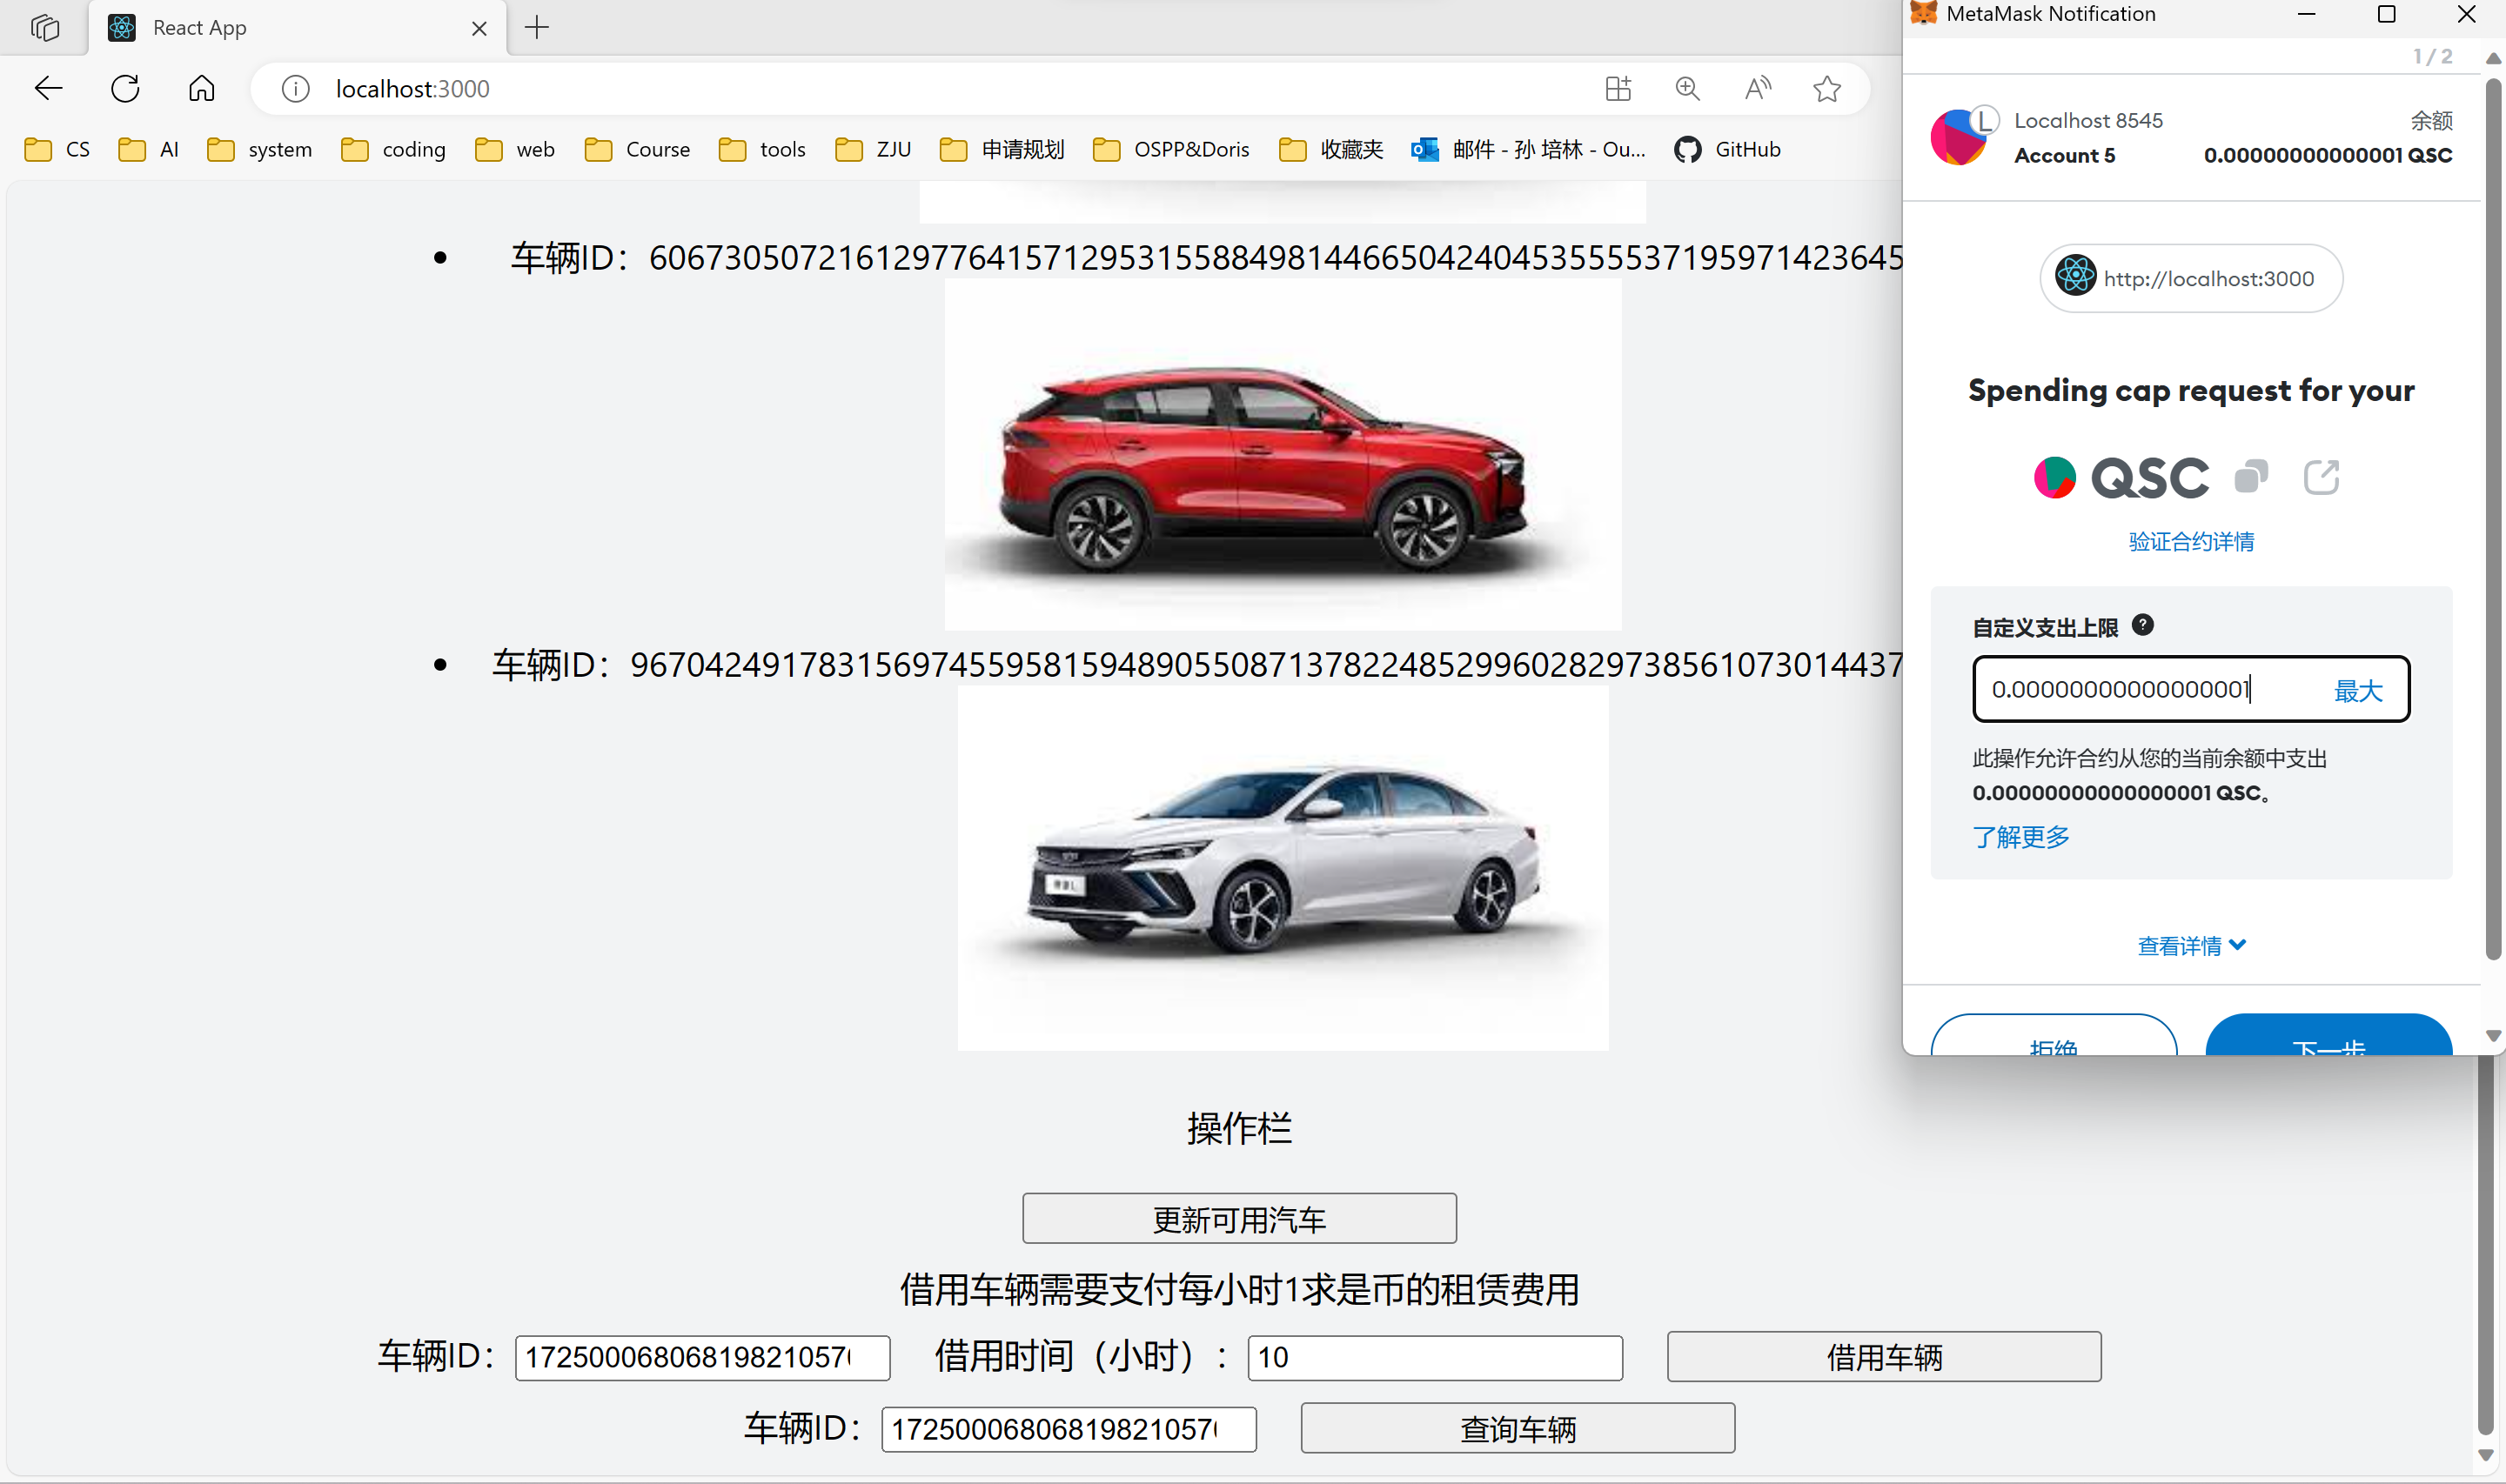 React App
MetaMask Notification
localhost:3000
1 / 2
CS AI system coding web Course tools ZJU 申请规划 OSPP&Doris 收藏夹 邮件 - 孙 培林 - Ou... GitHub
L Localhost 8545 余额
Account 5 0.00000000000001 QSC
http://localhost:3000
Spending cap request for your
QSC
验证合约详情
自定义支出上限 ?
0.00000000000000001 最大
此操作允许合约从您的当前余额中支出
0.00000000000000001 QSC。
了解更多
查看详情
拒绝 下一步
车辆ID：6067305072161297764157129531558849814466504240453555537195971423645
车辆ID：96704249178315697455958159489055087137822485299602829738561073014437
操作栏
更新可用汽车
借用车辆需要支付每小时1求是币的租赁费用
车辆ID： 1725000680681982105 借用时间（小时）： 10 借用车辆
车辆ID： 1725000680681982105 查询车辆